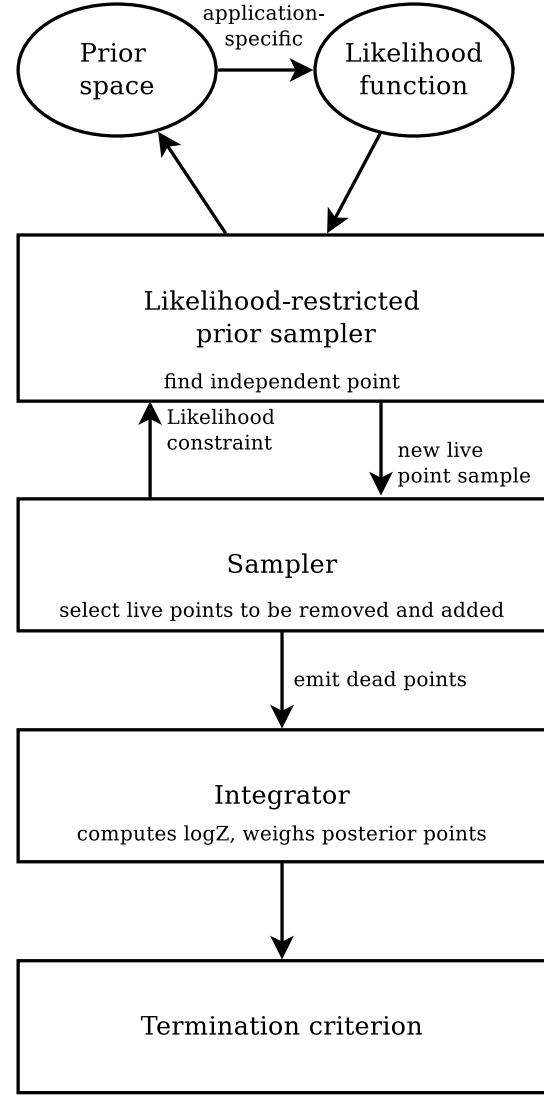 application-
specific
Prior
space
Likelihood
function
Likelihood-restricted
prior sampler
find independent point
Likelihood
constraint
new live
point sample
Sampler
select live points to be removed and added
emit dead points
Integrator
computes logZ, weighs posterior points
Termination criterion